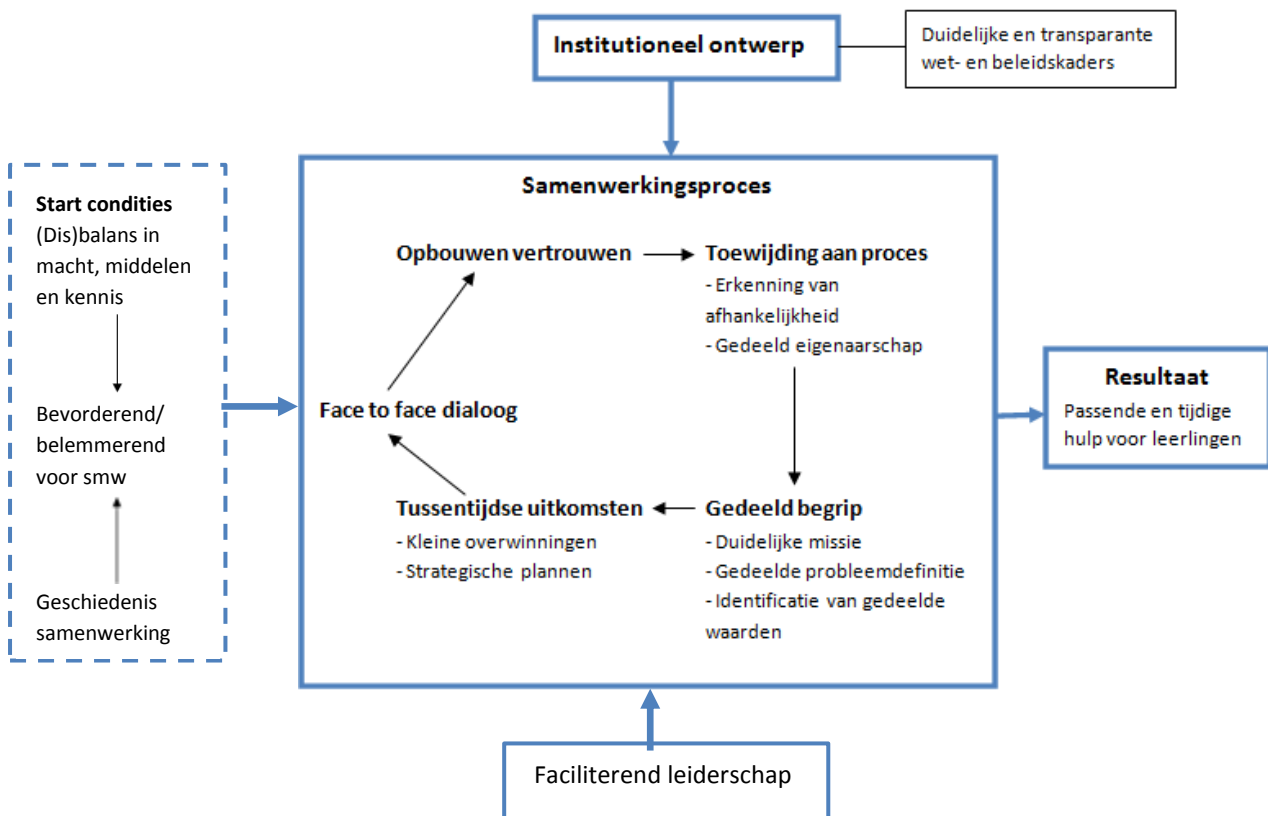 Institutioneel ontwerp
Duidelijke en transparante
wet- en beleidskaders
Start condities
(Dis)balans in
macht, middelen
en kennis
Bevorderend/
belemmerend
voor smw
Geschiedenis
samenwerking
Samenwerkingsproces
Opbouwen vertrouwen
Toewijding aan proces
- Erkenning van
afhankelijkheid
- Gedeeld eigenaarschap
Face to face dialoog
Tussentijdse uitkomsten
- Kleine overwinningen
- Strategische plannen
Gedeeld begrip
- Duidelijke missie
- Gedeelde probleemdefinitie
- Identificatie van gedeelde
waarden
Resultaat
Passende en tijdige
hulp voor leerlingen
Faciliterend leiderschap